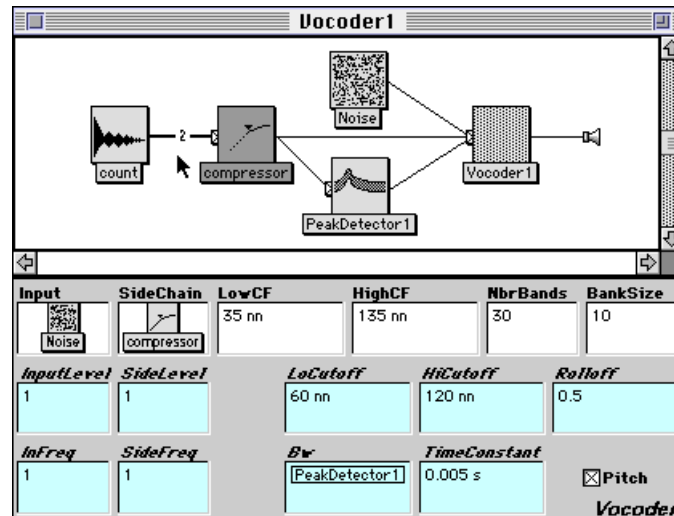 Vocoder1
Noise
2
count
compressor
Vocoder1
PeakDetector1
Input SideChain LowCF HighCF NbrBands BankSize
Noise compressor 35 nn 135 nn 30 10
InputLevel SideLevel LoCutoff HiCutoff Rolloff
1 1 60 nn 120 nn 0.5
InFreq SideFreq Bw TimeConstant
1 1 PeakDetector1 0.005 s
Pitch
Vocoder